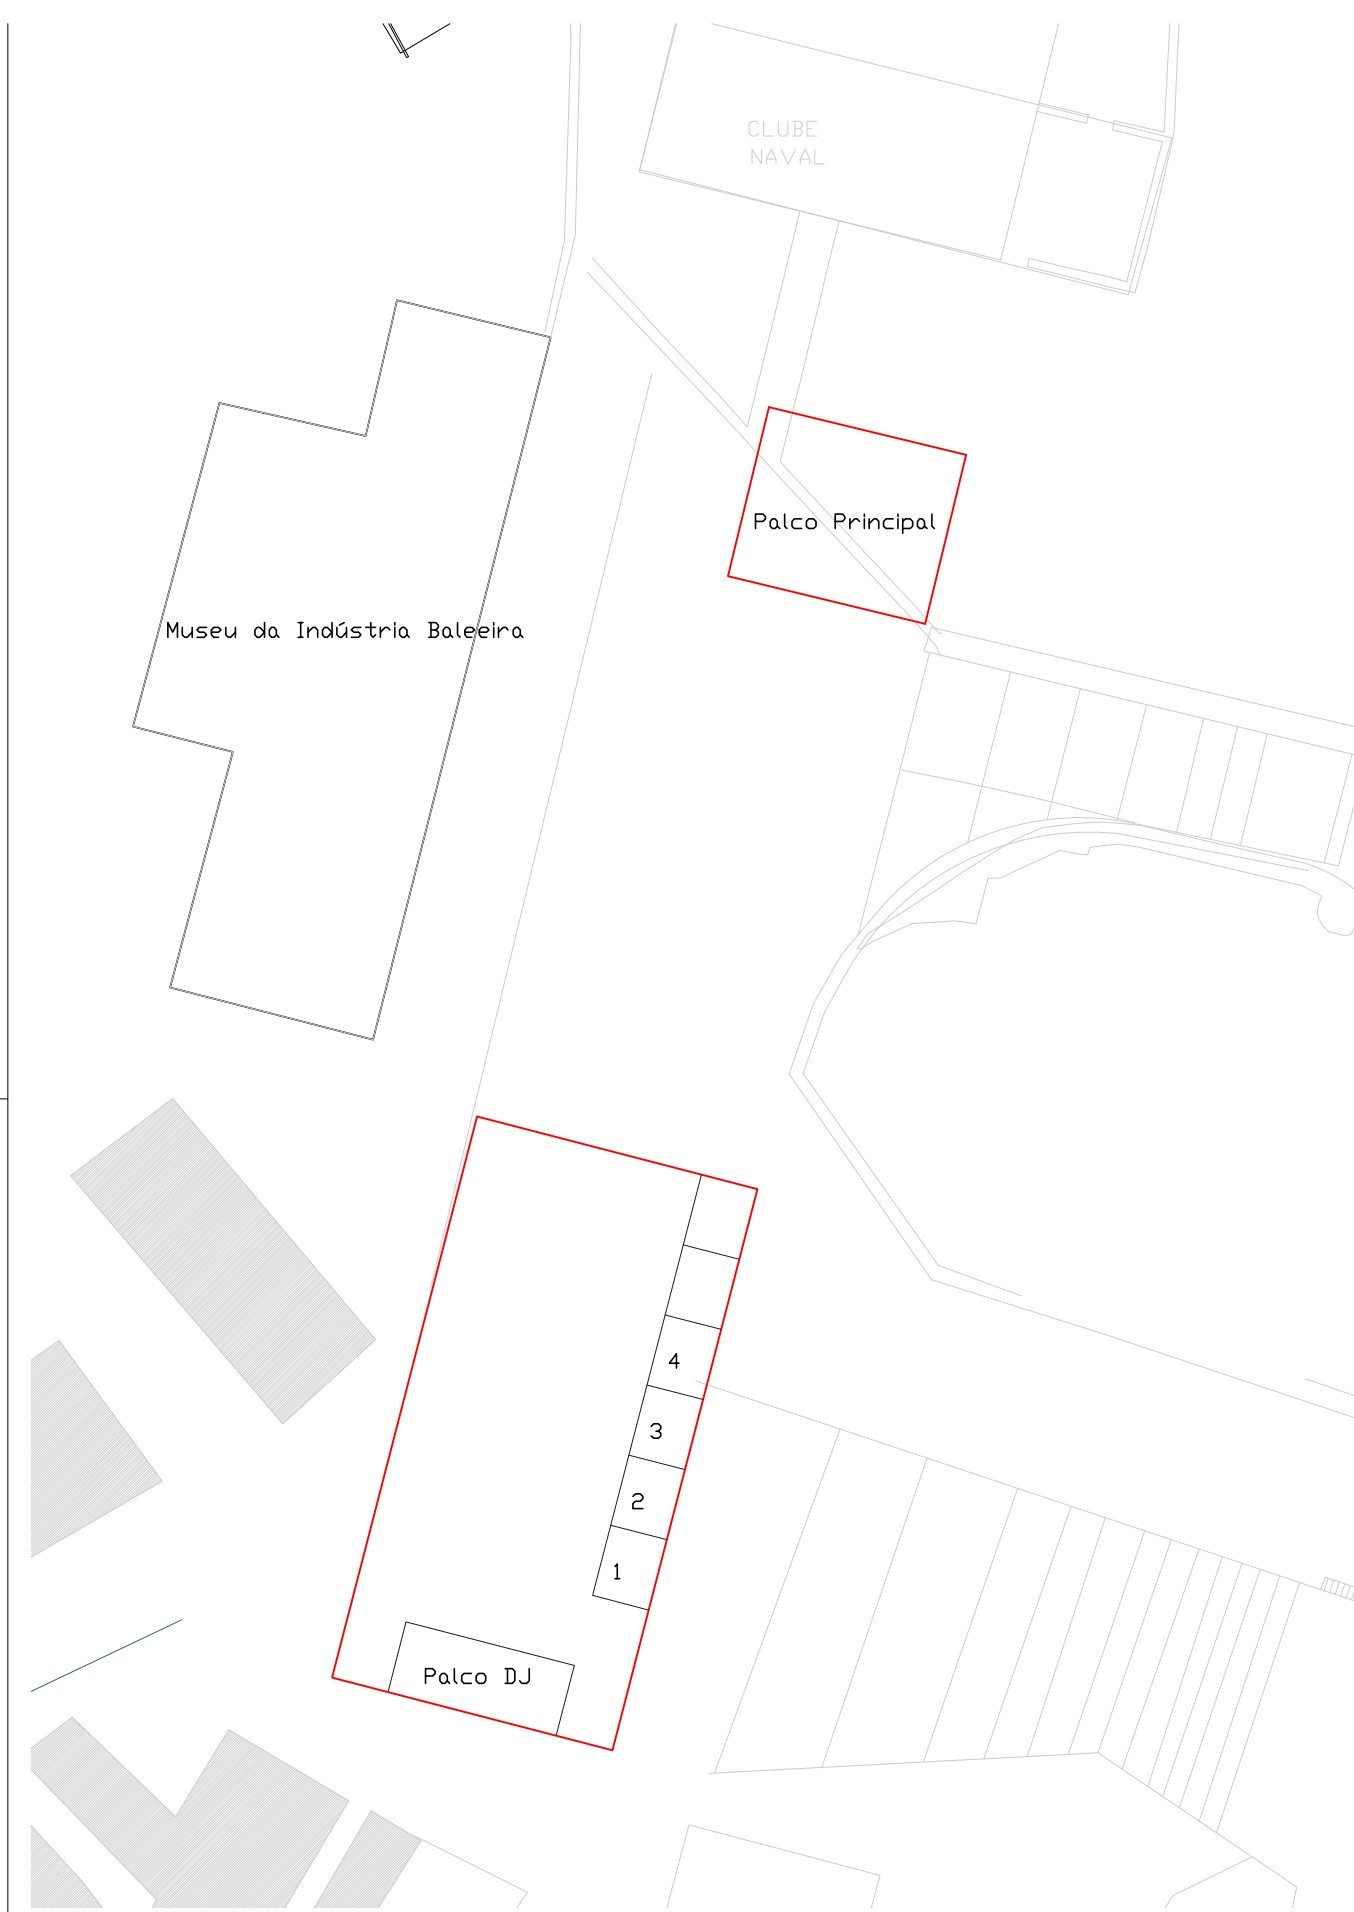 CLUBE
NAVAL
Palco Principal
Museu da Indústria Baleeira
4
3
2
1
Palco DJ